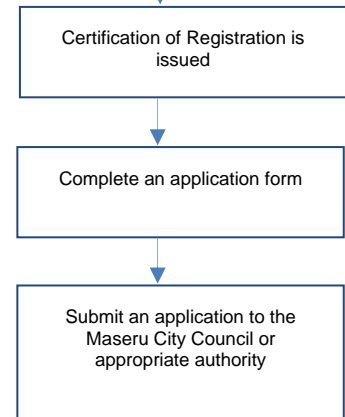 Certification of Registration is
issued
Complete an application form
Submit an application to the
Maseru City Council or
appropriate authority